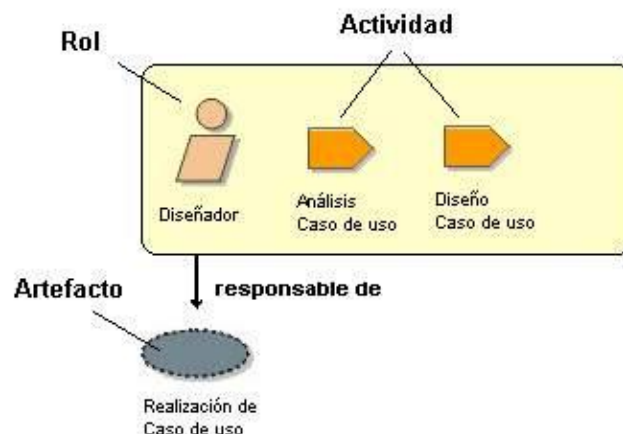 Actividad
Rol
Diseñador
Análisis
Caso de uso
Diseño
Caso de uso
Artefacto
responsable de
Realización de
Caso de uso